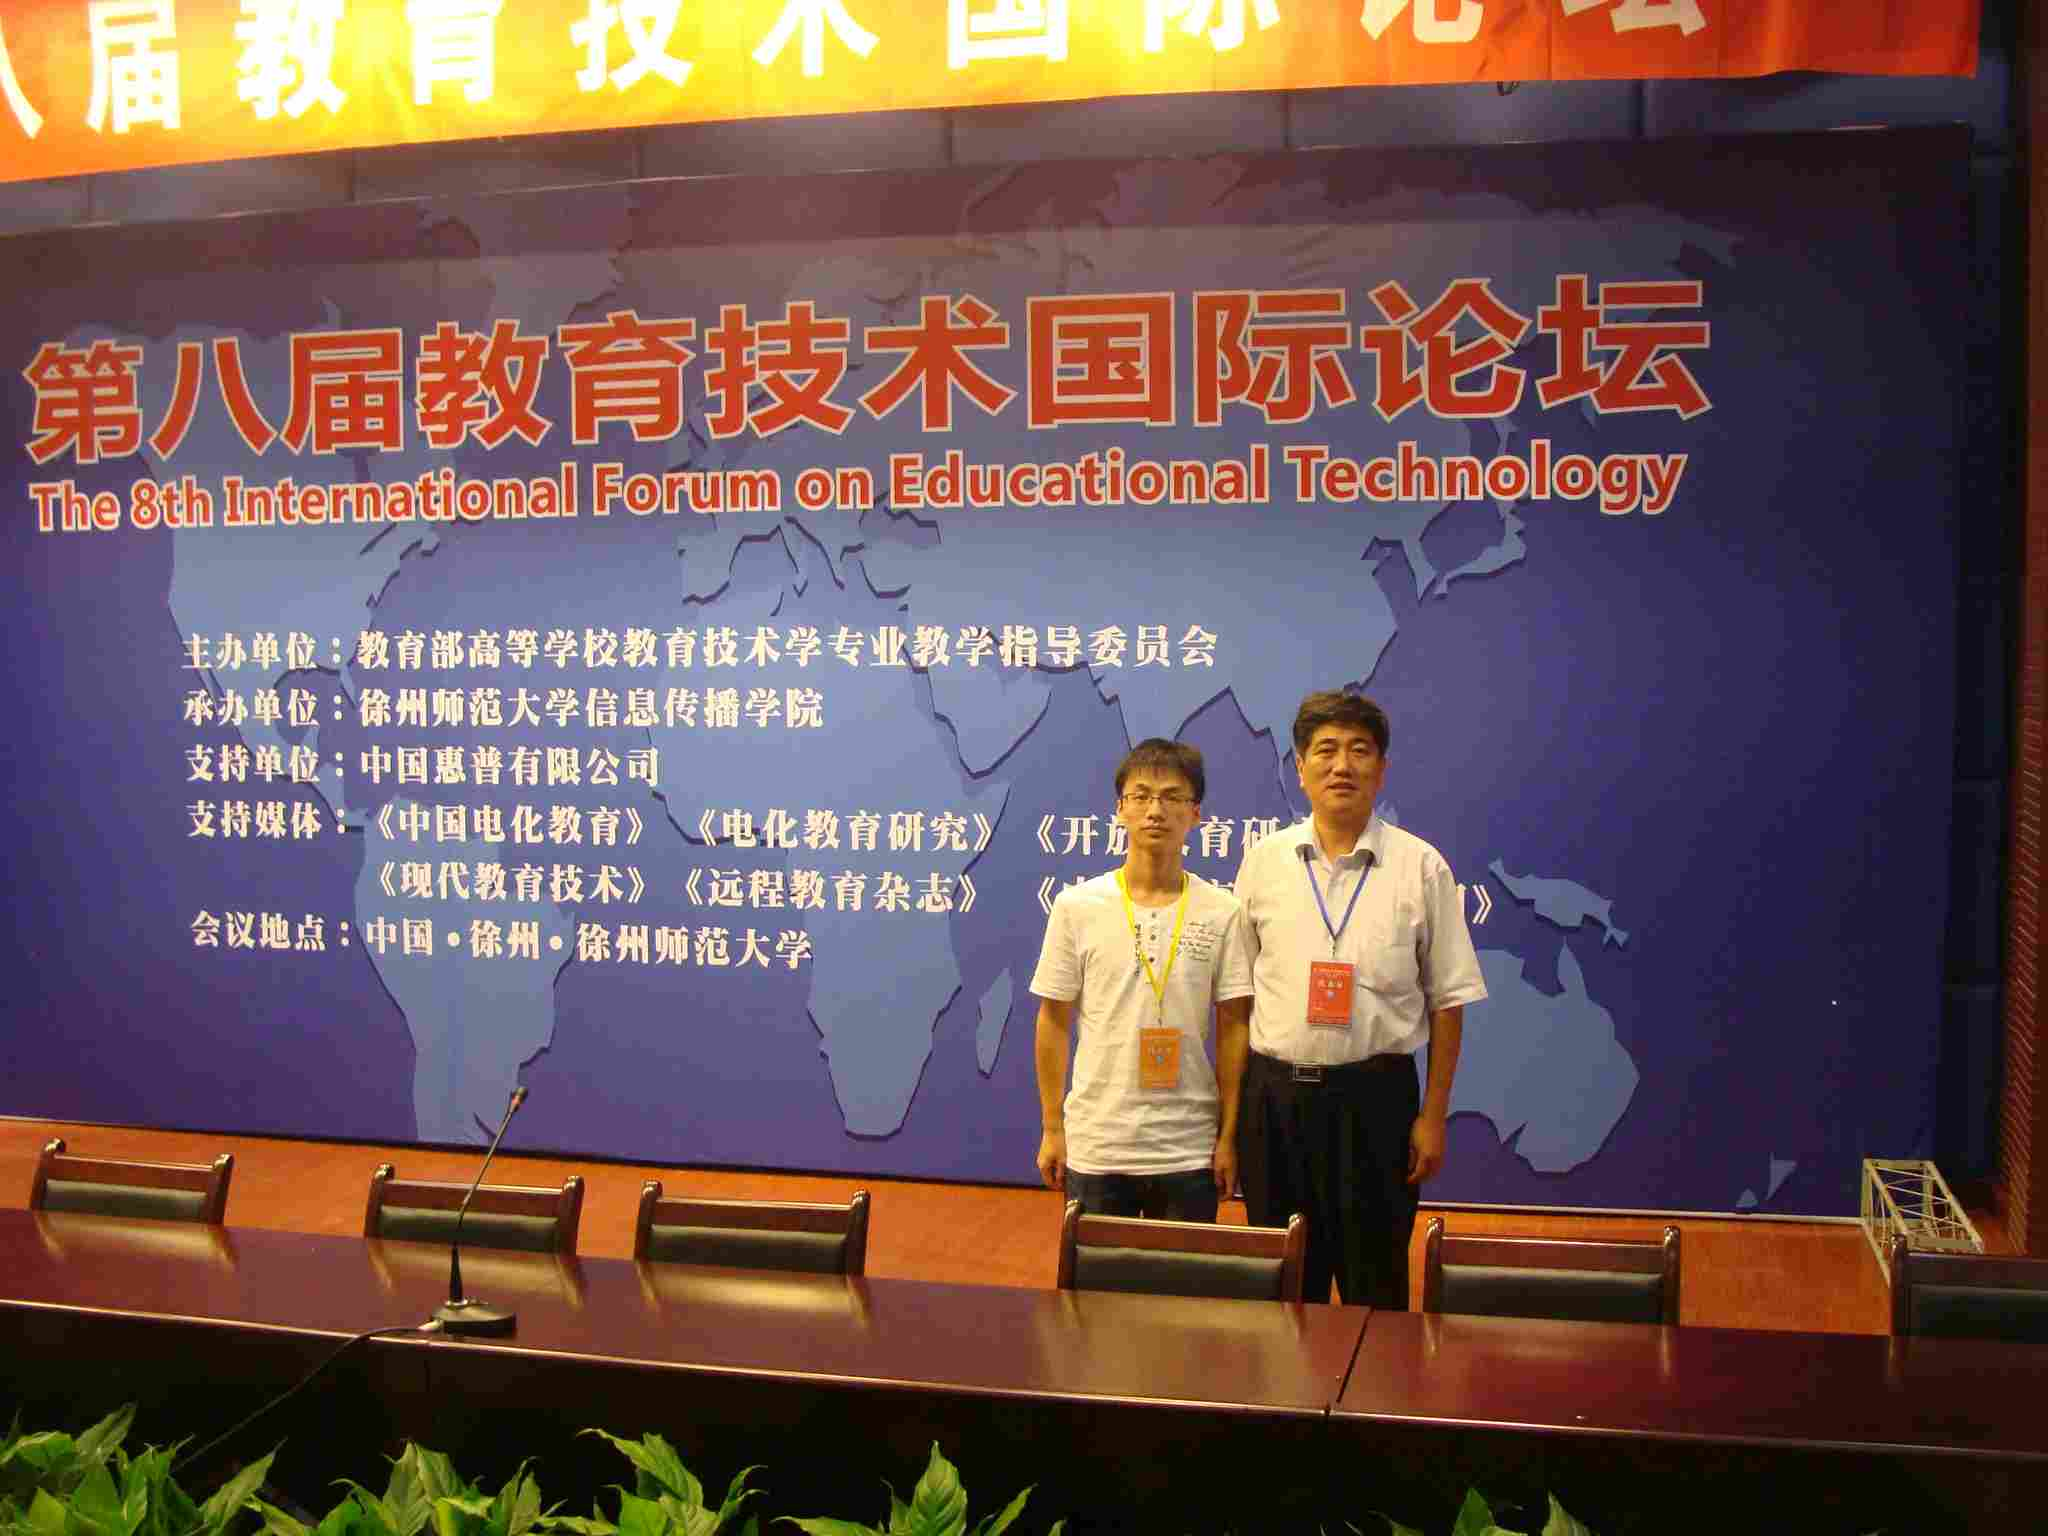 八届教育技术国际论坛
第八届教育技术国际论坛
The 8th International Forum on Educational Technology
主办单位：教育部高等学校教育技术学专业教学指导委员会
承办单位：徐州师范大学信息传播学院
支持单位：中国惠普有限公司
支持媒体：《中国电化教育》 《电化教育研究》 《开放 育研
《现代教育技术》 《远程教育杂志》 《 》
会议地点：中国·徐州·徐州师范大学